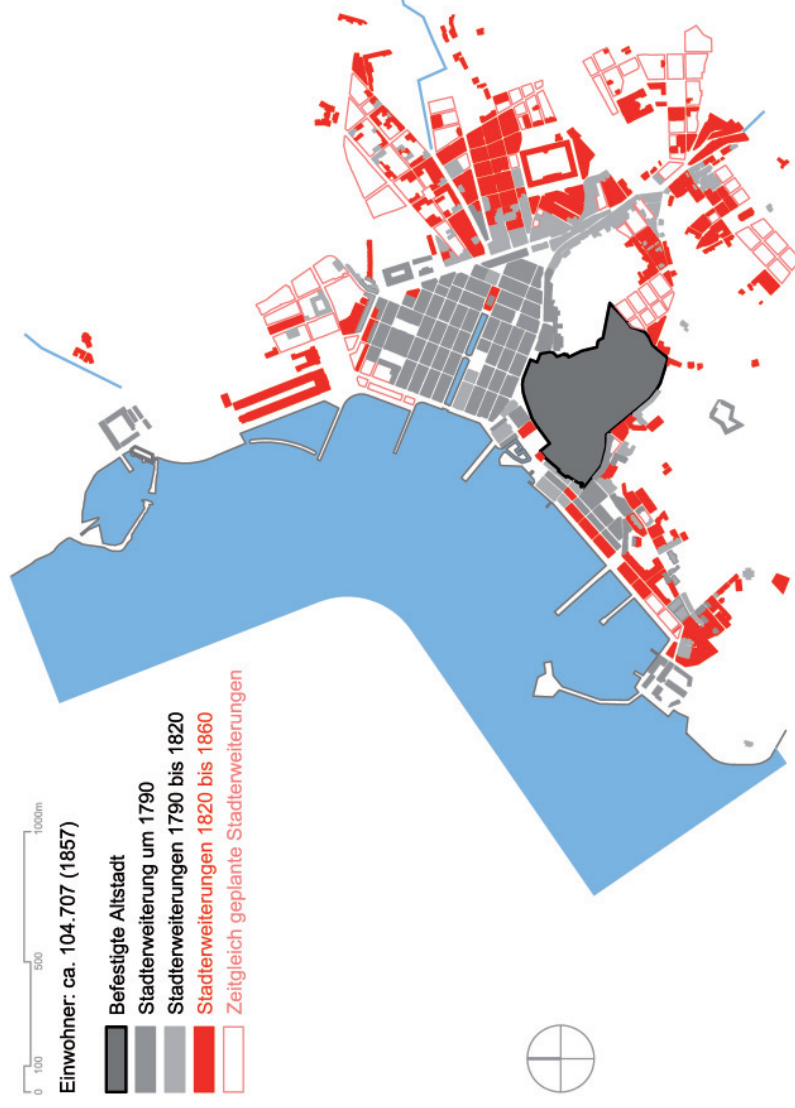 0 100 500 1000m
Einwohner: ca. 104.707 (1857)
Befestigte Altstadt
Stadterweiterung um 1790
Stadterweiterungen 1790 bis 1820
Stadterweiterungen 1820 bis 1860
Zeitgleich geplante Stadterweiterungen